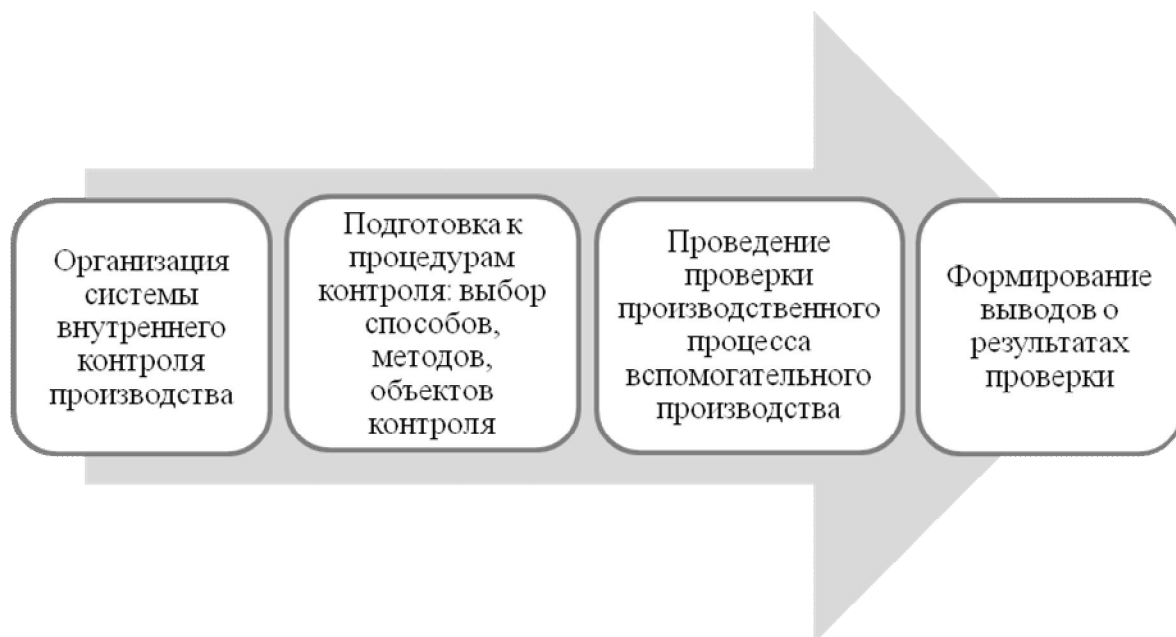 Организация
системы
внутреннего
контроля
производства
Подготовка к
процедурам
контроля: выбор
способов,
методов,
объектов
контроля
Проведение
проверки
производственного
процесса
вспомогательного
производства
Формирование
выводов о
результатах
проверки